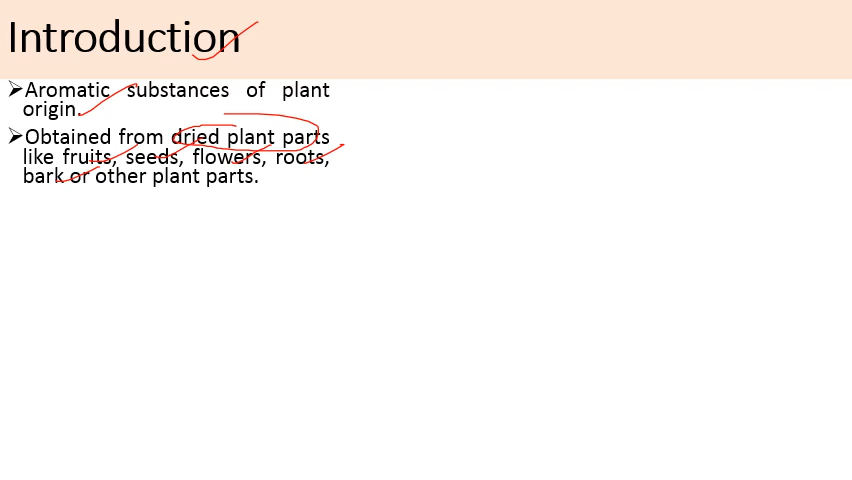 Introduction
➢Aromatic substances of plant
origin.
➢Obtained from dried plant parts
like fruits, seeds, flowers, roots,
bark or other plant parts.